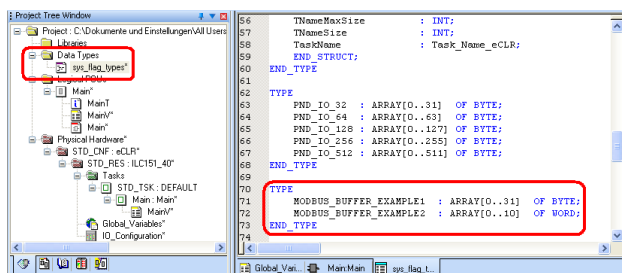 Project Tree Window
Project : C:\Dokumente und Einstellungen\All Users
Libraries
Data Types
sys_flag_types*
Logical POUs
Main*
MainT
MainV*
Main*
Physical Hardware*
STD_CNF : eCLR*
STD_RES : ILC151_40*
Tasks
STD_TSK : DEFAULT
Main : Main*
MainV*
Global_Variables*
IO_Configuration*
56 TNameMaxSize : INT;
57 TNameSize : INT;
58 TaskName : Task_Name_eCLR;
59 END_STRUCT;
60 END_TYPE
61
62 TYPE
63 PND_IO_32 : ARRAY[0..31] OF BYTE;
64 PND_IO_64 : ARRAY[0..63] OF BYTE;
65 PND_IO_128 : ARRAY[0..127] OF BYTE;
66 PND_IO_256 : ARRAY[0..255] OF BYTE;
67 PND_IO_512 : ARRAY[0..511] OF BYTE;
68 END_TYPE
69
70 TYPE
71 MODBUS_BUFFER_EXAMPLE1 : ARRAY[0..31] OF BYTE;
72 MODBUS_BUFFER_EXAMPLE2 : ARRAY[0..10] OF WORD;
73 END_TYPE
74
Global_Vari... Main:Main sys_flag_t...